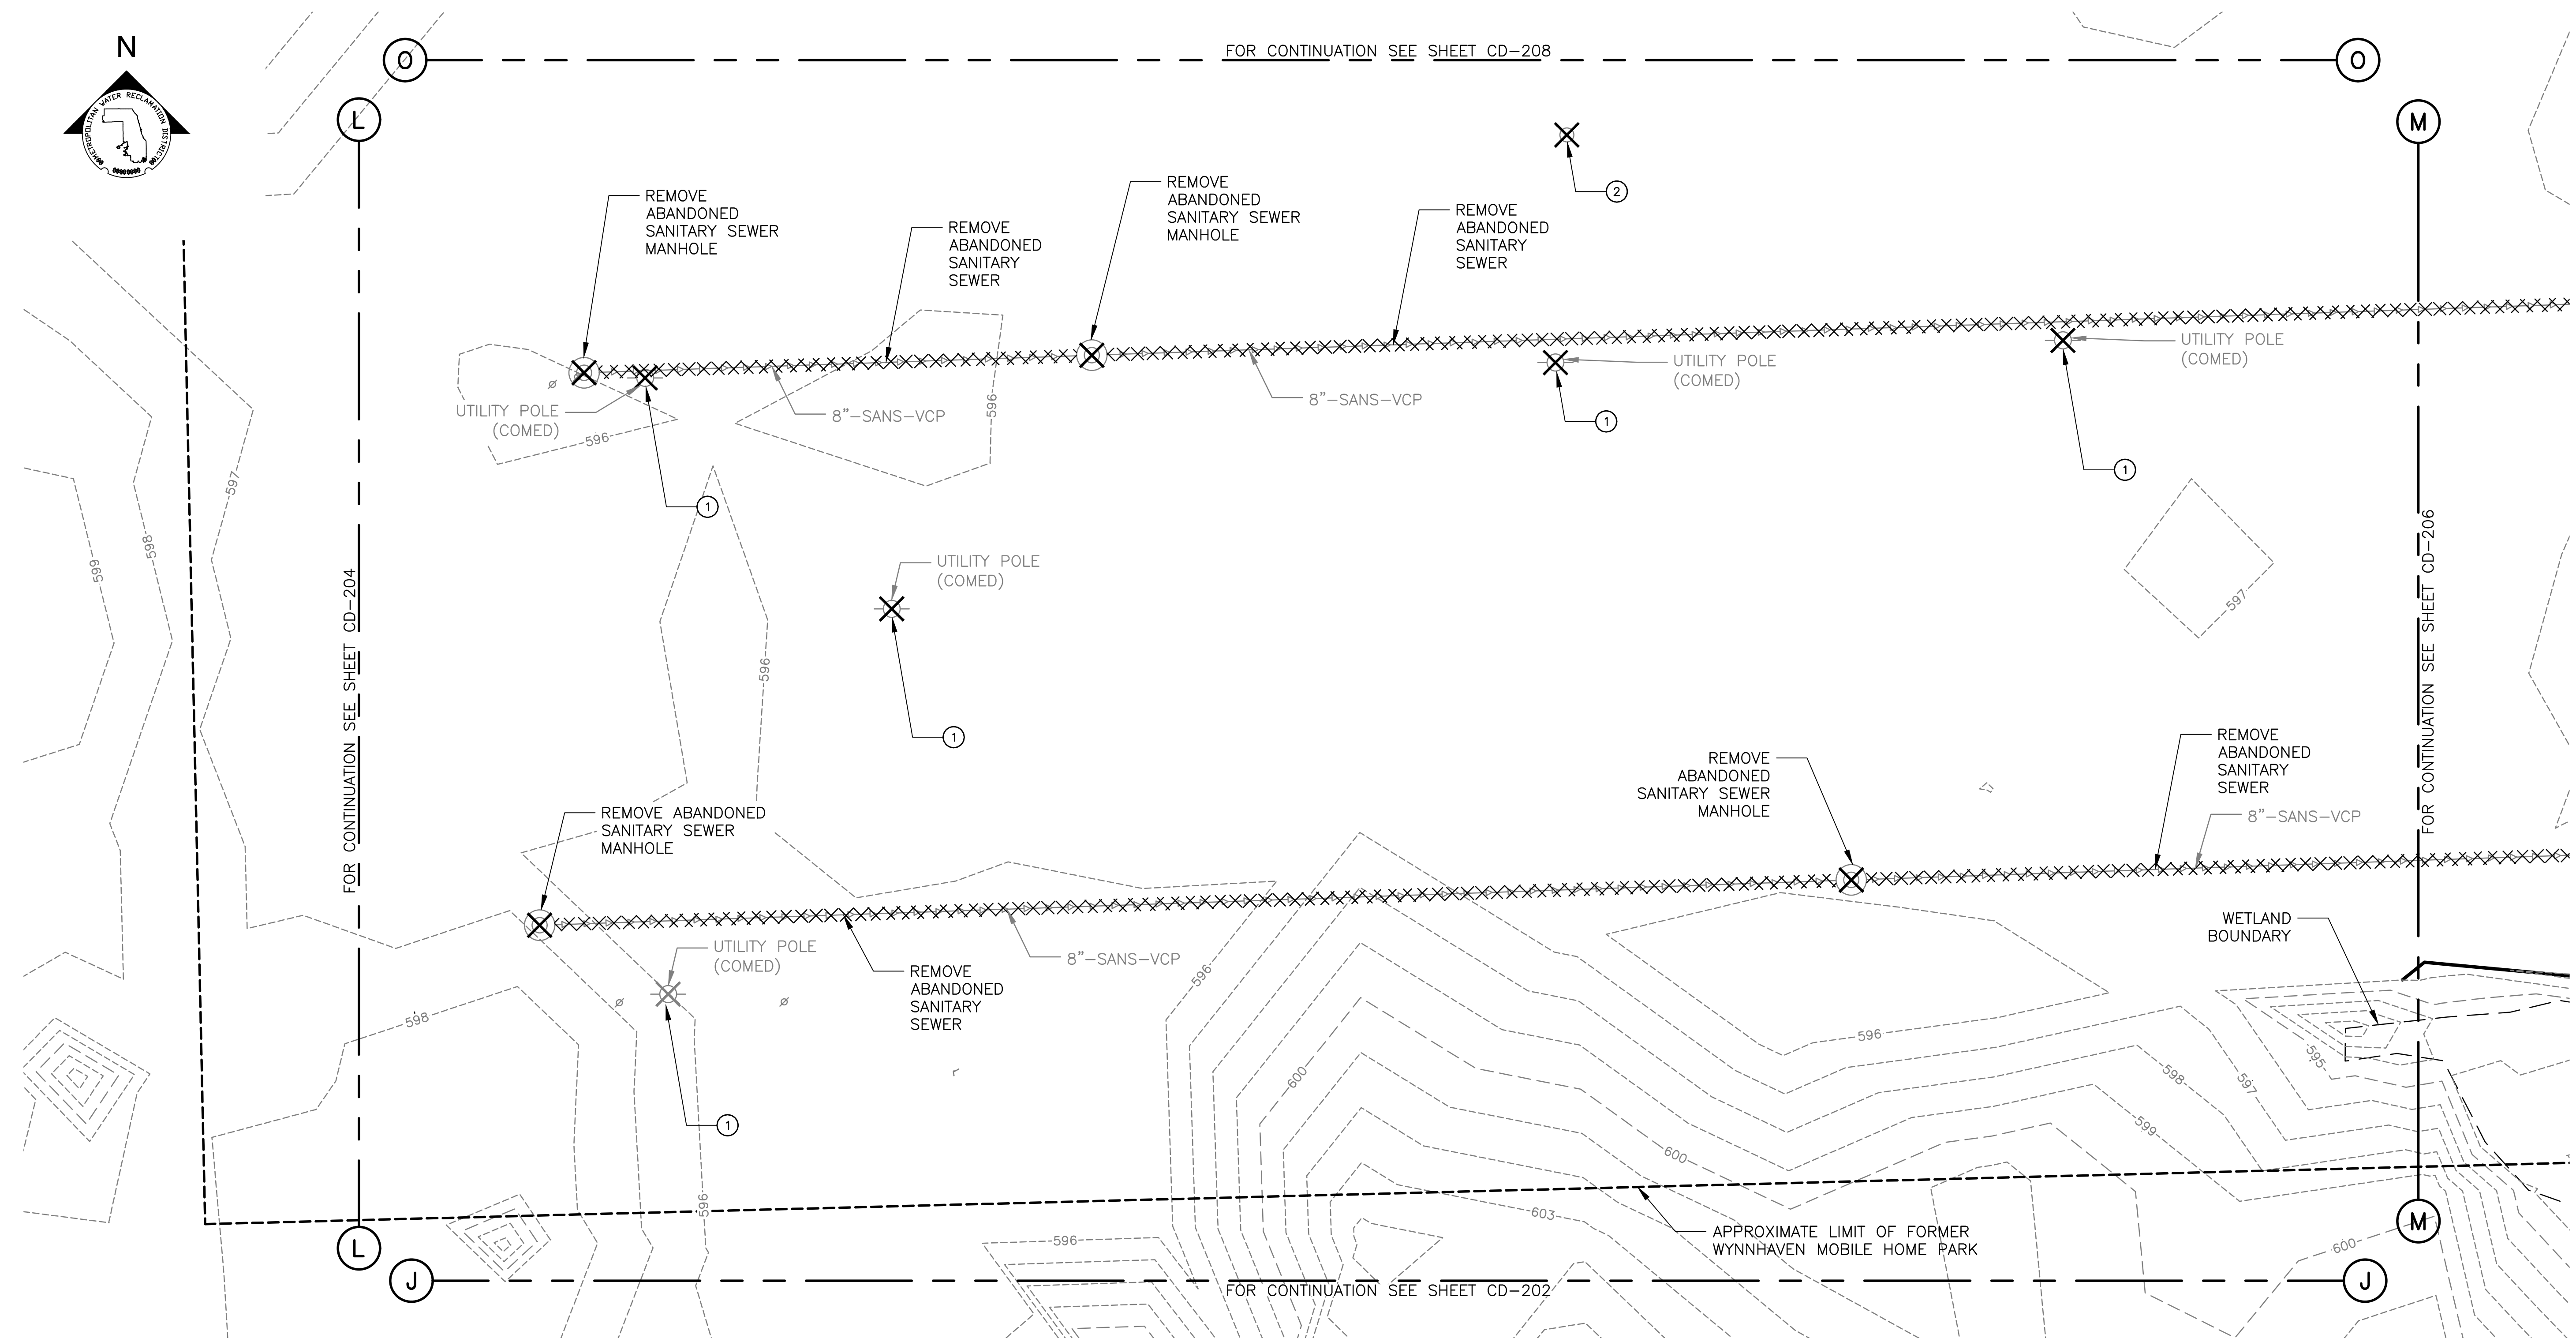 N
METROPOLITAN WATER RECLAMATION DISTRICT
O
FOR CONTINUATION SEE SHEET CD-208
O
L
M
2
REMOVE
ABANDONED
SANITARY SEWER
MANHOLE
REMOVE
ABANDONED
SANITARY
SEWER
REMOVE
ABANDONED
SANITARY SEWER
MANHOLE
REMOVE
ABANDONED
SANITARY
SEWER
UTILITY POLE
(COMED)
8"-SANS-VCP
596
596
8"-SANS-VCP
UTILITY POLE
(COMED)
UTILITY POLE
(COMED)
1
1
1
597
598
599
FOR CONTINUATION SEE SHEET CD-204
UTILITY POLE
(COMED)
1
596
597
FOR CONTINUATION SEE SHEET CD-206
REMOVE ABANDONED
SANITARY SEWER
MANHOLE
REMOVE
ABANDONED
SANITARY SEWER
MANHOLE
REMOVE
ABANDONED
SANITARY
SEWER
8"-SANS-VCP
UTILITY POLE
(COMED)
REMOVE
ABANDONED
SANITARY
SEWER
8"-SANS-VCP
WETLAND
BOUNDARY
598
596
600
596
595
598
597
599
600
1
596
603
596
600
APPROXIMATE LIMIT OF FORMER
WYNNHAVEN MOBILE HOME PARK
L
M
J
FOR CONTINUATION SEE SHEET CD-202
J